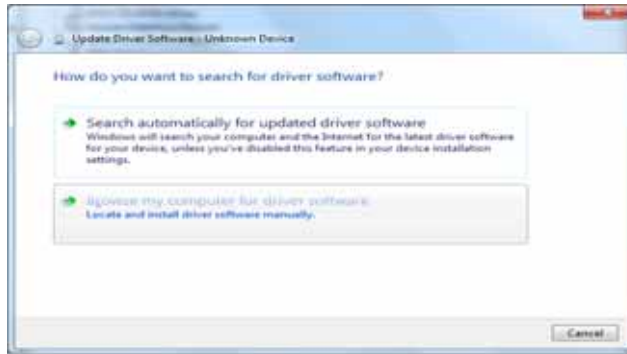 Update Driver Software - Unknown Device
How do you want to search for driver software?
Search automatically for updated driver software
Windows will search your computer and the Internet for the latest driver software
for your device, unless you've disabled this feature in your device installation
settings.
Browse my computer for driver software
Locate and install driver software manually.
Cancel